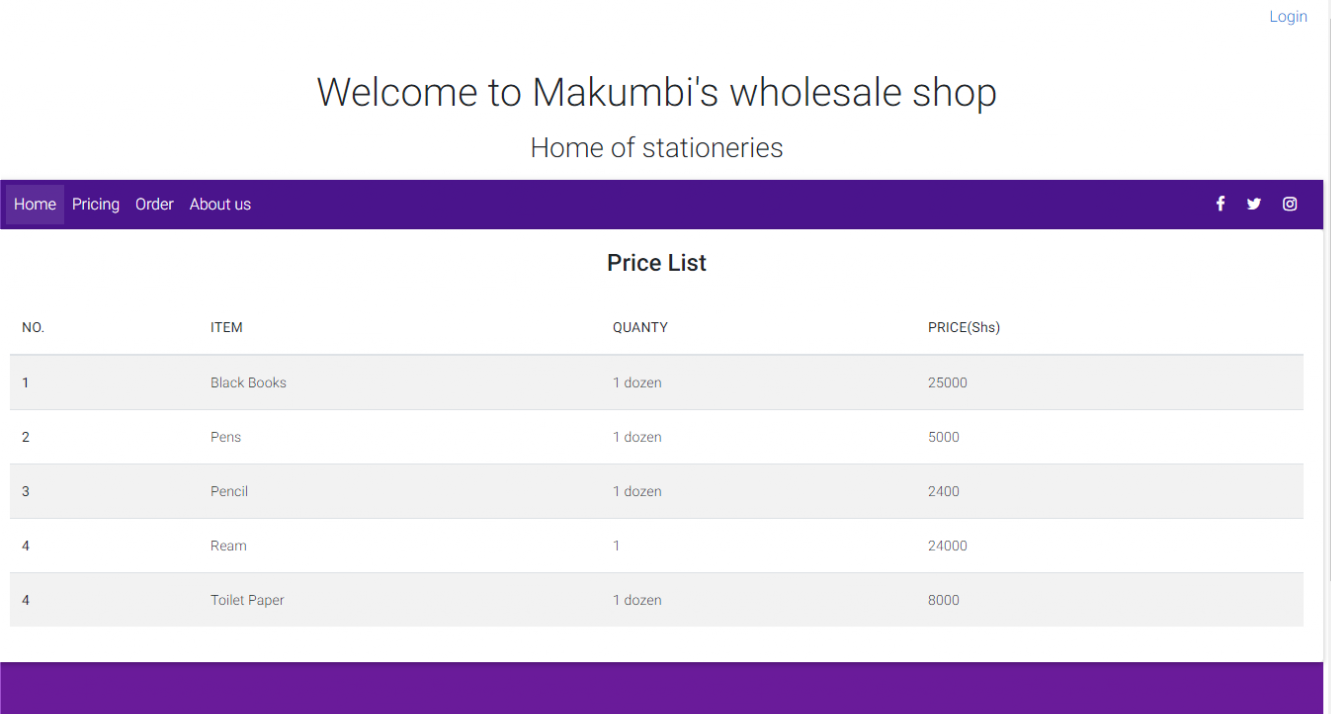 Login
Welcome to Makumbi's wholesale shop
Home of stationeries
Home Pricing Order About us
Price List
NO. ITEM QUANTY PRICE(Shs)
1 Black Books 1 dozen 25000
2 Pens 1 dozen 5000
3 Pencil 1 dozen 2400
4 Ream 1 24000
4 Toilet Paper 1 dozen 8000